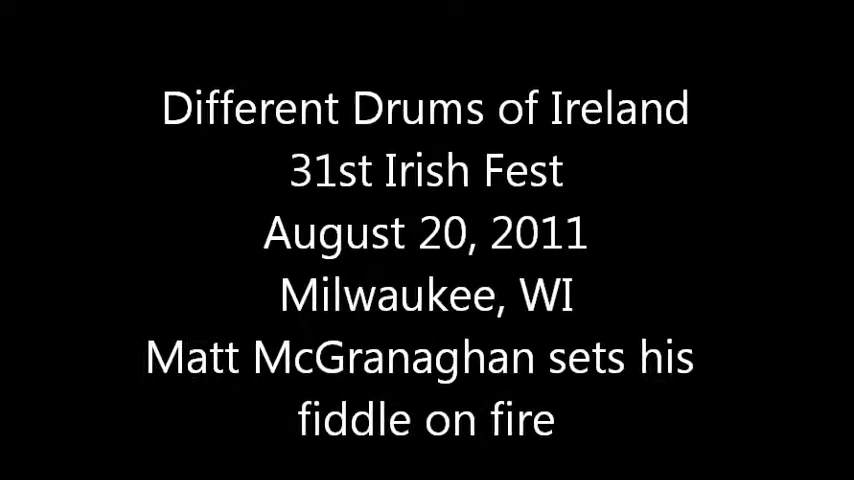 Different Drums of Ireland
31st Irish Fest
August 20, 2011
Milwaukee, WI
Matt McGranaghan sets his
fiddle on fire